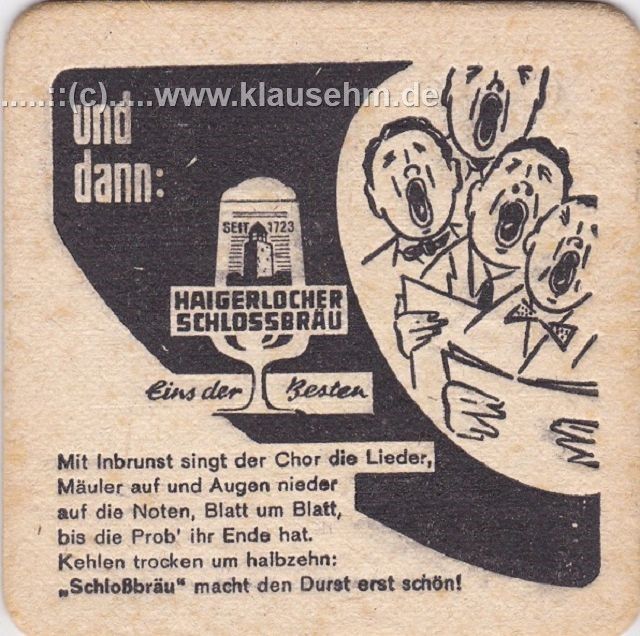 ......::(c).....www.klausehm.de
und
dann:
SEIT 1723
HAIGERLOCHER
SCHLOSSBRÄU
Eins der Besten
Mit Inbrunst singt der Chor die Lieder,
Mäuler auf und Augen nieder
auf die Noten, Blatt um Blatt,
bis die Prob' ihr Ende hat.
Kehlen trocken um halbzehn:
„Schloßbräu" macht den Durst erst schön!